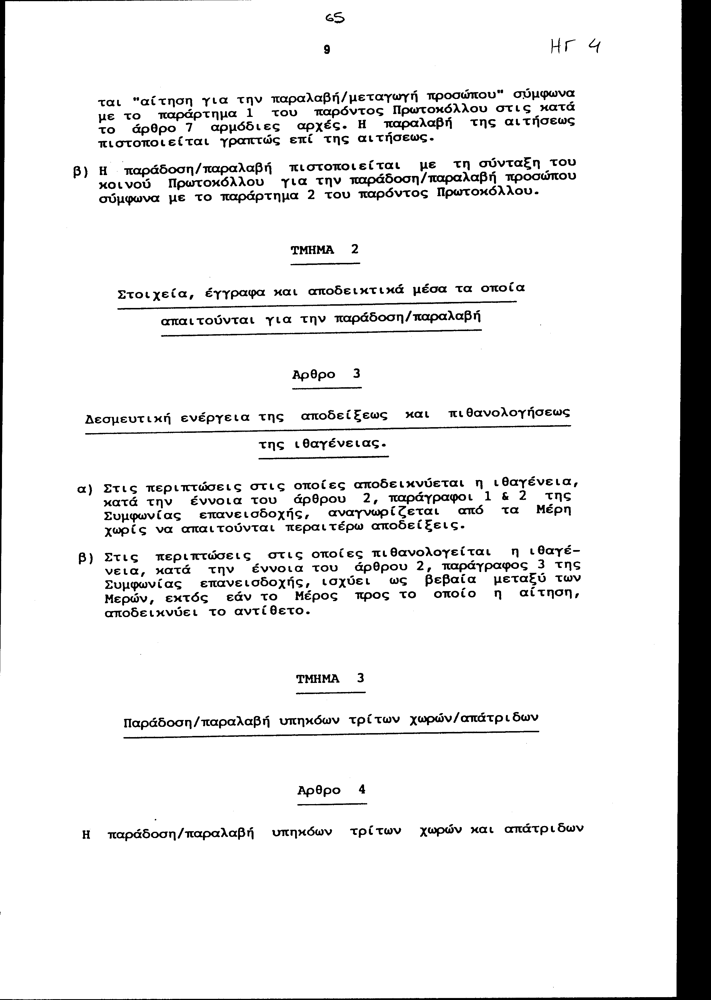 65
9
ΗΓ 4
ται "αίτηση για την παραλαβή/μεταγωγή προσώπου" σύμφωνα
με το παράρτημα 1 του παρόντος Πρωτοκόλλου στις κατά
το άρθρο 7 αρμόδιες αρχές. Η παραλαβή της αιτήσεως
πιστοποιείται γραπτώς επί της αιτήσεως.
β) Η παράδοση/παραλαβή πιστοποιείται με τη σύνταξη του
κοινού Πρωτοκόλλου για την παράδοση/παραλαβή προσώπου
σύμφωνα με το παράρτημα 2 του παρόντος Πρωτοκόλλου.
ΤΜΗΜΑ 2
Στοιχεία, έγγραφα και αποδεικτικά μέσα τα οποία
απαιτούνται για την παράδοση/παραλαβή
Αρθρο 3
Δεσμευτική ενέργεια της αποδείξεως και πιθανολογήσεως
της ιθαγένειας.
α) Στις περιπτώσεις στις οποίες αποδεικνύεται η ιθαγένεια,
κατά την έννοια του άρθρου 2, παράγραφοι 1 & 2 της
Συμφωνίας επανεισδοχής, αναγνωρίζεται από τα Μέρη
χωρίς να απαιτούνται περαιτέρω αποδείξεις.
β) Στις περιπτώσεις στις οποίες πιθανολογείται η ιθαγέ-
νεια, κατά την έννοια του άρθρου 2, παράγραφος 3 της
Συμφωνίας επανεισδοχής, ισχύει ως βεβαία μεταξύ των
Μερών, εκτός εάν το Μέρος προς το οποίο η αίτηση,
αποδεικνύει το αντίθετο.
ΤΜΗΜΑ 3
Παράδοση/παραλαβή υπηκόων τρίτων χωρών/απάτριδων
Αρθρο 4
Η παράδοση/παραλαβή υπηκόων τρίτων χωρών και απάτριδων